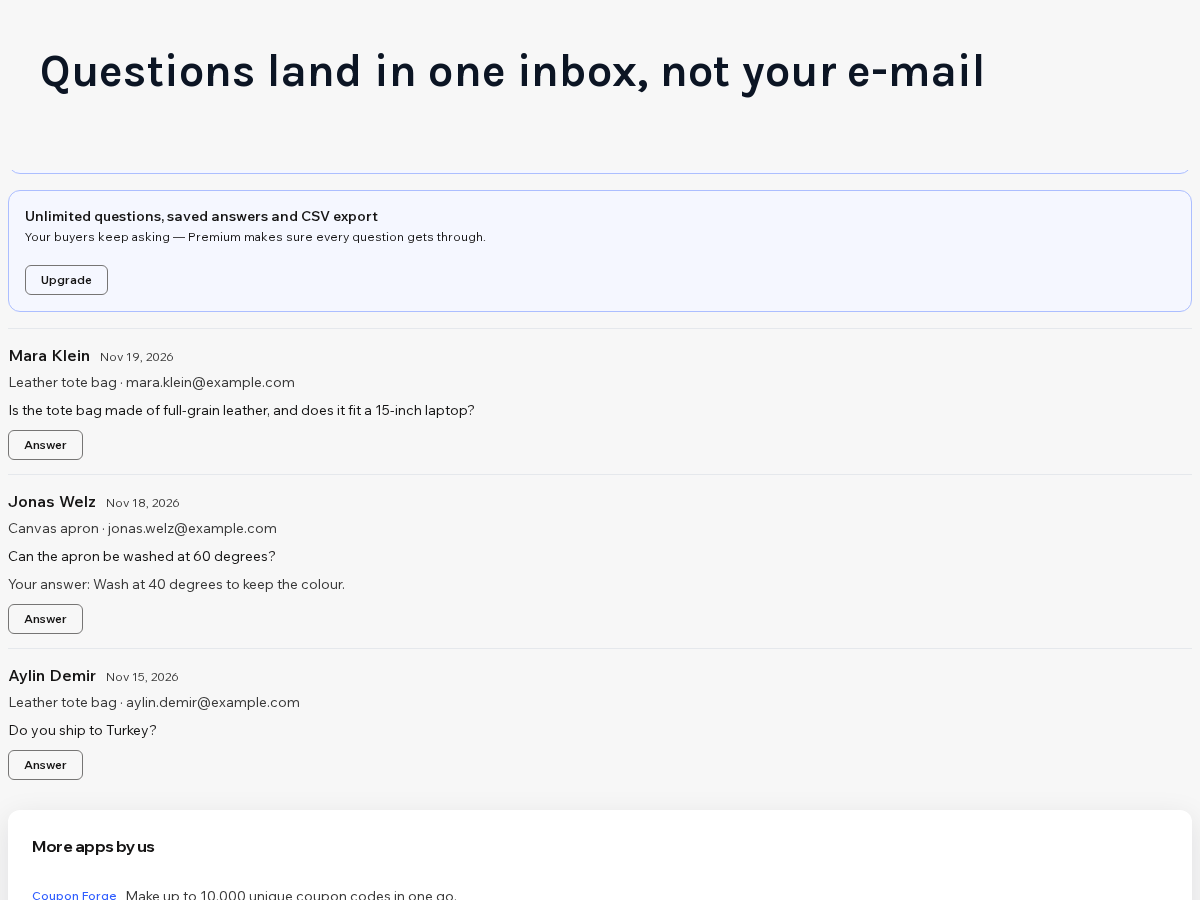 Questions land in one inbox, not your e-mail
Unlimited questions, saved answers and CSV export
Your buyers keep asking — Premium makes sure every question gets through.
Upgrade
Mara Klein Nov 19, 2026
Leather tote bag · mara.klein@example.com
Is the tote bag made of full-grain leather, and does it fit a 15-inch laptop?
Answer
Jonas Welz Nov 18, 2026
Canvas apron · jonas.welz@example.com
Can the apron be washed at 60 degrees?
Your answer: Wash at 40 degrees to keep the colour.
Answer
Aylin Demir Nov 15, 2026
Leather tote bag · aylin.demir@example.com
Do you ship to Turkey?
Answer
More apps by us
Coupon Forge Make up to 10,000 unique coupon codes in one go.